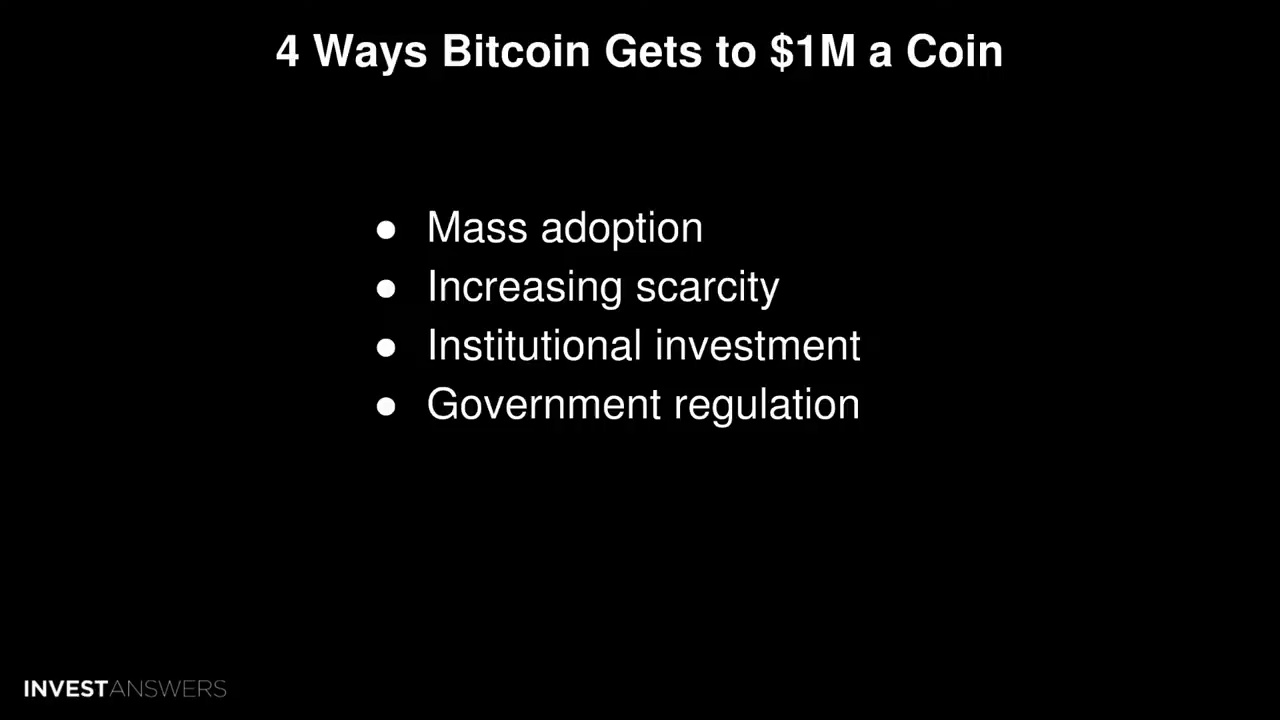 4 Ways Bitcoin Gets to $1M a Coin
● Mass adoption
● Increasing scarcity
● Institutional investment
● Government regulation
INVESTANSWERS